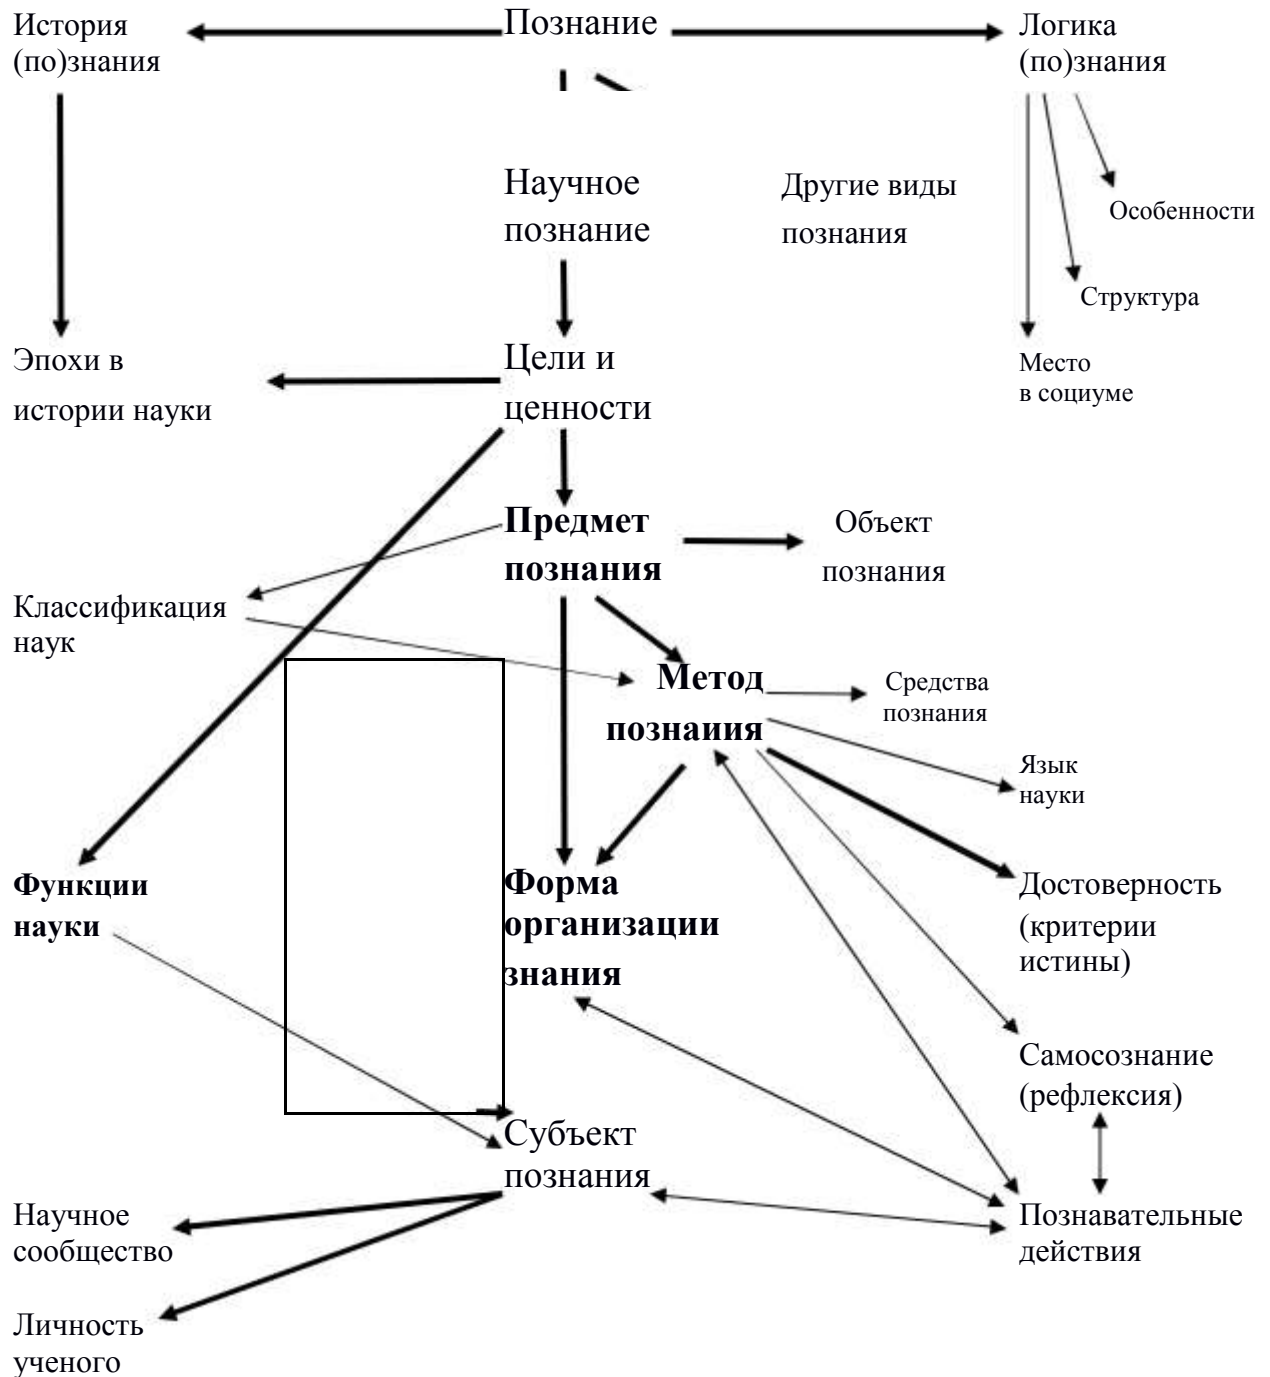 История
(по)знания
Познание
Логика
(по)знания
Научное
познание
Другие виды
познания
Особенности
Структура
Эпохи в
истории науки
Цели и
ценности
Место
в социуме
Предмет
познания
Объект
познания
Классификация
наук
Метод
познаиия
Средства
познания
Язык
науки
Функции
науки
Форма
организации
знания
Достоверность
(критерии
истины)
Самосознание
(рефлексия)
Субъект
познания
Научное
сообщество
Познавательные
действия
Личность
ученого